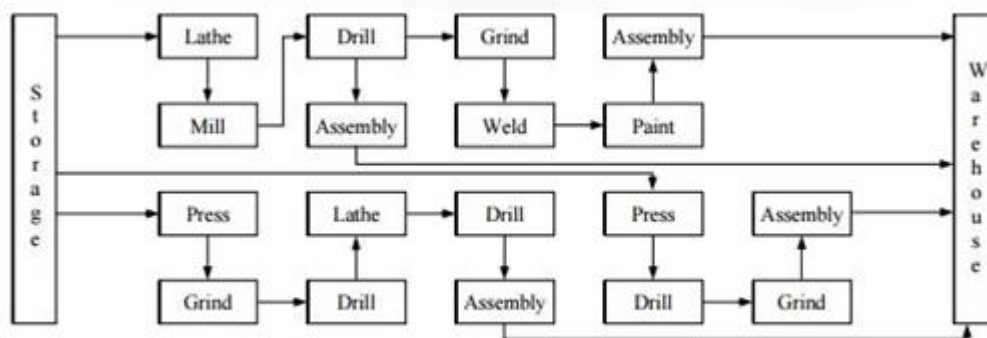 Storage
Lathe
Drill
Grind
Assembly
Warehouse
Mill
Assembly
Weld
Paint
Press
Lathe
Drill
Press
Assembly
Grind
Drill
Assembly
Drill
Grind